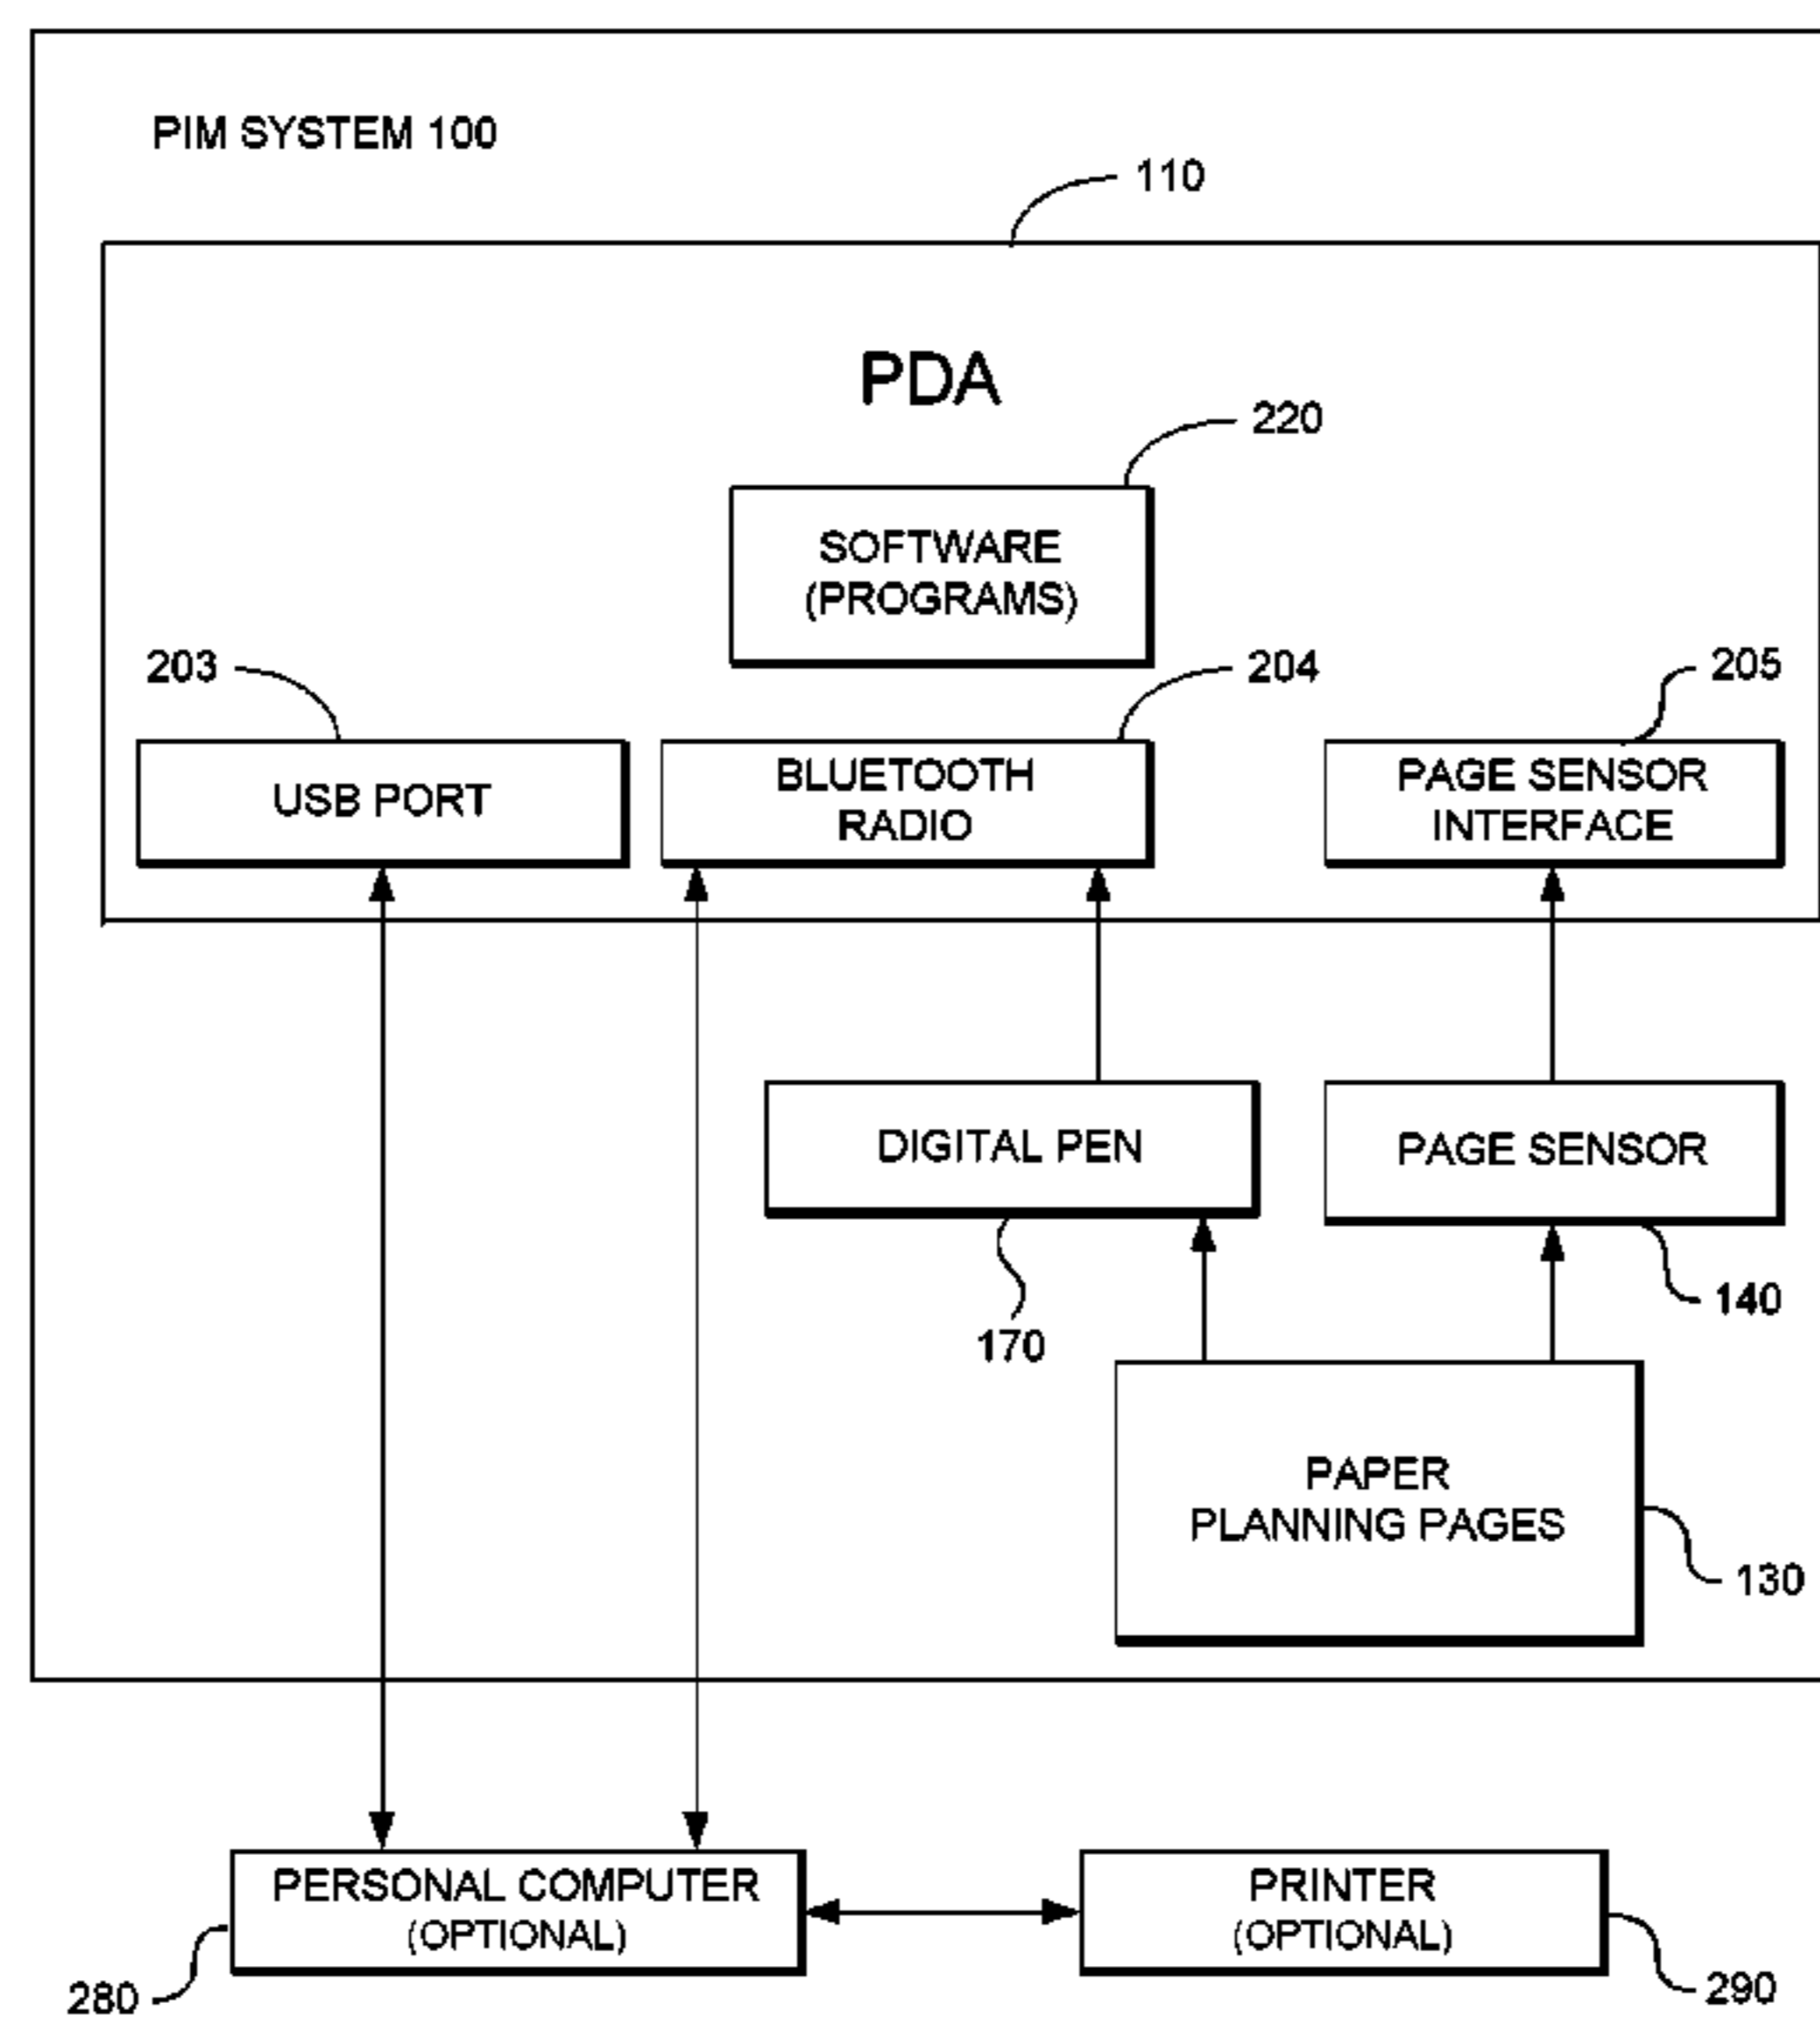 PIM SYSTEM 100
110
PDA
220
SOFTWARE
(PROGRAMS)
203
204
205
USB PORT
BLUETOOTH
RADIO
PAGE SENSOR
INTERFACE
DIGITAL PEN
PAGE SENSOR
170
140
PAPER
PLANNING PAGES
130
PERSONAL COMPUTER
(OPTIONAL)
PRINTER
(OPTIONAL)
280
290